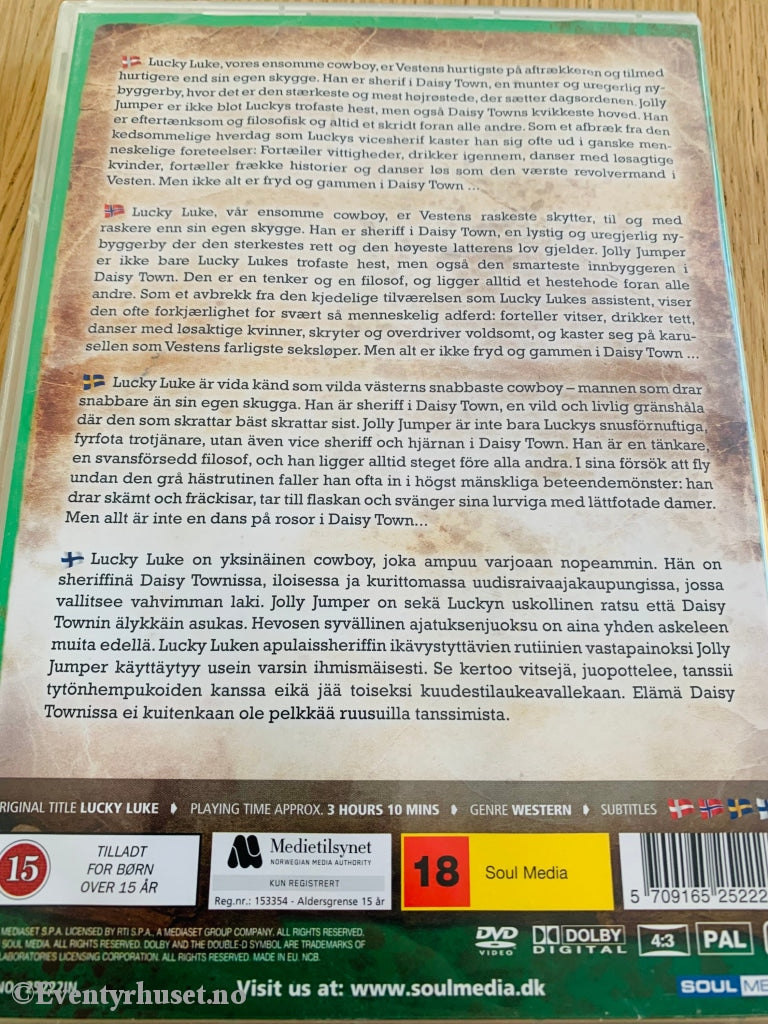 Lucky Luke, vores ensomme cowboy, er Vestens hurtigste på aftrækkeren og tilmed
hurtigere end sin egen skygge. Han er sherif i Daisy Town, en munter og uregerlig ny-
byggerby, hvor det er den stærkeste og mest højrøstede, der sætter dagsordenen. Jolly
Jumper er ikke blot Luckys trofaste hest, men også Daisy Towns kvikkeste hoved. Han
er eftertænksom og filosofisk og altid et skridt foran alle andre. Som et afbræk fra den
kedsommelige hverdag som Luckys vicesherif kaster han sig ofte ud i ganske men-
neskelige foreteelser: Fortæller vittigheder, drikker igennem, danser med løsagtige
kvinder, fortæller frække historier og danser løs som den værste revolvermand i
Vesten. Men ikke alt er fryd og gammen i Daisy Town ...
Lucky Luke, vår ensomme cowboy, er Vestens raskeste skytter, til og med
raskere enn sin egen skygge. Han er sheriff i Daisy Town, en lystig og uregjerlig ny-
byggerby der den sterkestes rett og den høyeste latterens lov gjelder. Jolly Jumper
er ikke bare Lucky Lukes trofaste hest, men også den smarteste innbyggeren i
Daisy Town. Den er en tenker og en filosof, og ligger alltid et hestehode foran alle
andre. Som et avbrekk fra den kjedelige tilværelsen som Lucky Lukes assistent, viser
den ofte forkjærlighet for svært så menneskelig adferd: forteller vitser, drikker tett,
danser med løsaktige kvinner, skryter og overdriver voldsomt, og kaster seg på karu-
sellen som Vestens farligste seksløper. Men alt er ikke fryd og gammen i Daisy Town ...
Lucky Luke är vida känd som vilda västerns snabbaste cowboy – mannen som drar
snabbare än sin egen skugga. Han är sheriff i Daisy Town, en vild och livlig gränshåla
där den som skrattar bäst skrattar sist. Jolly Jumper är inte bara Luckys snusförnuftiga,
fyrfota trotjänare, utan även vice sheriff och hjärnan i Daisy Town. Han är en tänkare,
en svansförsedd filosof, och han ligger alltid steget före alla andra. I sina försök att fly
undan den grå hästrutinen faller han ofta in i högst mänskliga beteendemönster: han
drar skämt och fräckisar, tar till flaskan och svänger sina lurviga med lättfotade damer.
Men allt är inte en dans på rosor i Daisy Town...
Lucky Luke on yksinäinen cowboy, joka ampuu varjoaan nopeammin. Hän on
sheriffinä Daisy Townissa, iloisessa ja kurittomassa uudisraivaajakaupungissa, jossa
vallitsee vahvimman laki. Jolly Jumper on sekä Luckyn uskollinen ratsu että Daisy
Townin älykkäin asukas. Hevosen syvällinen ajatuksenjuoksu on aina yhden askeleen
muita edellä. Lucky Luken apulaissheriffin ikävystyttävien rutiinien vastapainoksi Jolly
Jumper käyttäytyy usein varsin ihmismäisesti. Se kertoo vitsejä, juopottelee, tanssii
tytönhempukoiden kanssa eikä jää toiseksi kuudestilaukeavallekaan. Elämä Daisy
Townissa ei kuitenkaan ole pelkkää ruusuilla tanssimista.
RIGINAL TITLE LUCKY LUKE PLAYING TIME APPROX. 3 HOURS 10 MINS GENRE WESTERN SUBTITLES
15
TILLADT
FOR BØRN
OVER 15 ÅR
Medietilsynet
NORWEGIAN MEDIA AUTHORITY
KUN REGISTRERT
Reg.nr.: 153354 - Aldersgrense 15 år
18 Soul Media
5 709165 25222
MEDIASET S.P.A. LICENSED BY RTI S.P.A., A MEDIASET GROUP COMPANY. ALL RIGHTS RESERVED.
SOUL MEDIA. ALL RIGHTS RESERVED. DOLBY AND THE DOUBLE-D SYMBOL ARE TRADEMARKS OF
LABORATORIES LICENSING CORPORATION. ALL RIGHTS RESERVED. MADE IN EU. NCB.
DVD VIDEO
DOLBY DIGITAL
4:3
PAL
©Eventyrhuset.no
Visit us at: www.soulmedia.dk
SOUL ME